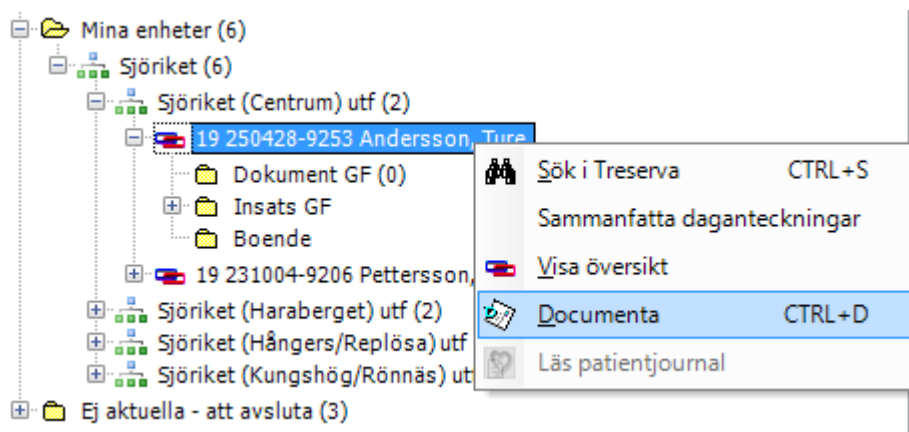 Mina enheter (6)
Sjöriket (6)
Sjöriket (Centrum) utf (2)
19 250428-9253 Andersson, Ture
Dokument GF (0)
Insats GF
Boende
19 231004-9206 Pettersson,
Sjöriket (Haraberget) utf (2)
Sjöriket (Hångers/Replösa) utf
Sjöriket (Kungshög/Rönnäs) ut
Ej aktuella - att avsluta (3)
Sök i Treserva CTRL+S
Sammanfatta daganteckningar
Visa översikt
Documenta CTRL+D
Läs patientjournal